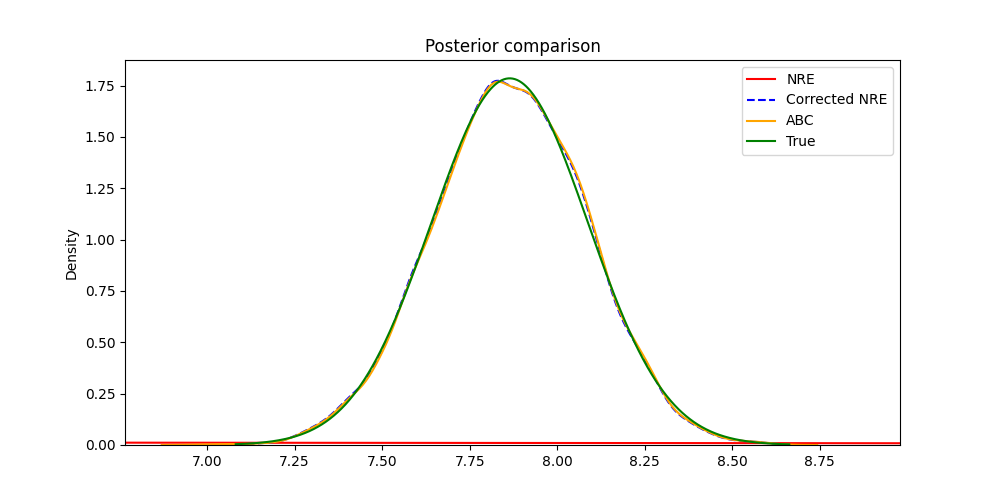 Posterior comparison
NRE
Corrected NRE
ABC
True
Density
1.75
1.50
1.25
1.00
0.75
0.50
0.25
0.00
7.00 7.25 7.50 7.75 8.00 8.25 8.50 8.75